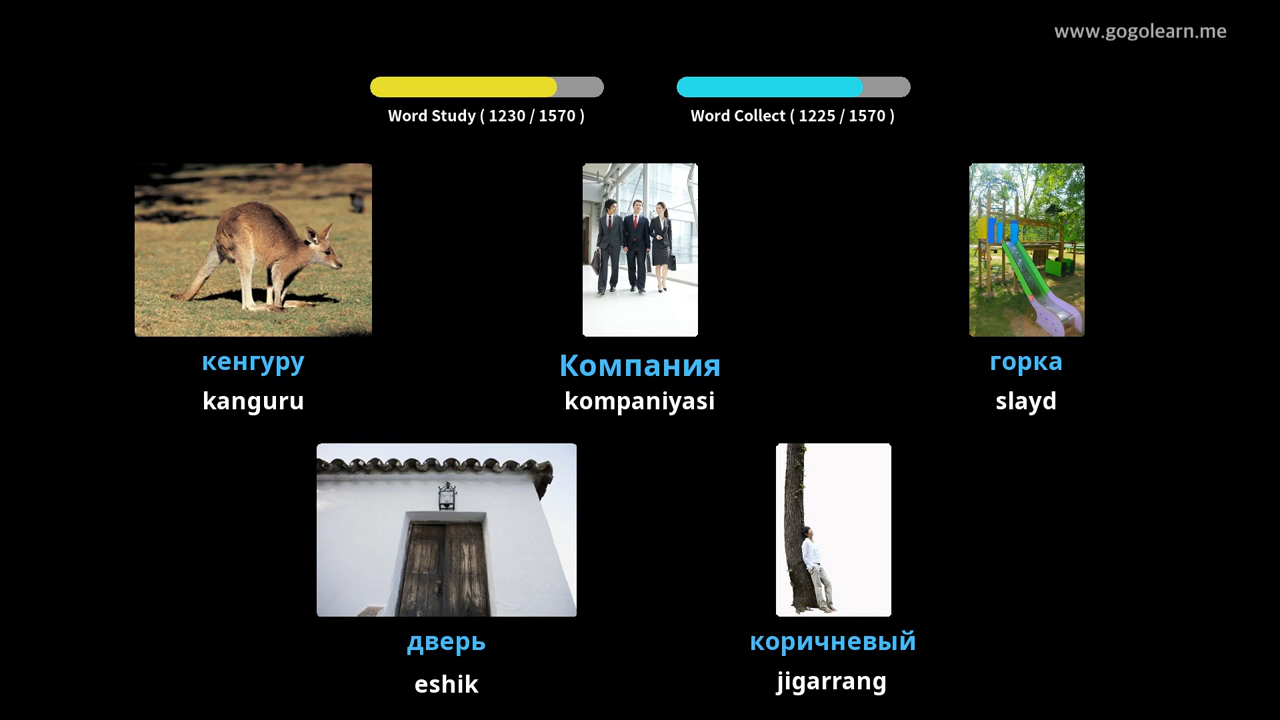 www.gogolearn.me
Word Study ( 1230 / 1570 )
Word Collect ( 1225 / 1570 )
кенгуру
kanguru
Компания
kompaniyasi
горка
slayd
дверь
eshik
коричневый
jigarrang